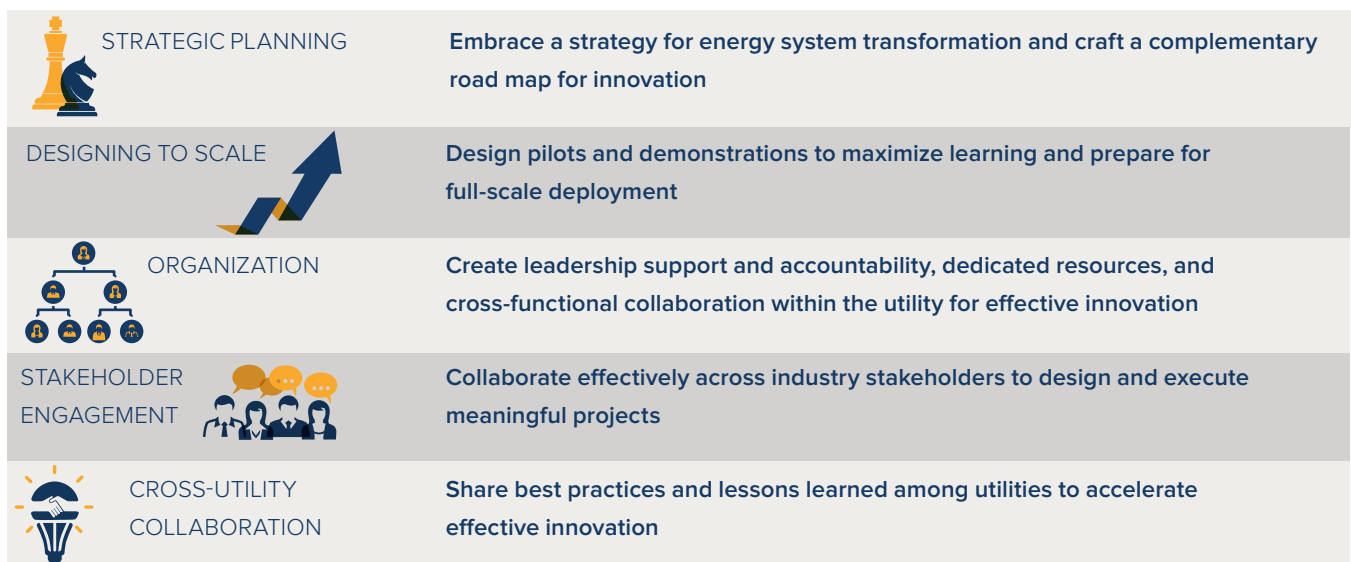 STRATEGIC PLANNING
Embrace a strategy for energy system transformation and craft a complementary
road map for innovation
DESIGNING TO SCALE
Design pilots and demonstrations to maximize learning and prepare for
full-scale deployment
ORGANIZATION
Create leadership support and accountability, dedicated resources, and
cross-functional collaboration within the utility for effective innovation
STAKEHOLDER
ENGAGEMENT
Collaborate effectively across industry stakeholders to design and execute
meaningful projects
CROSS-UTILITY
COLLABORATION
Share best practices and lessons learned among utilities to accelerate
effective innovation